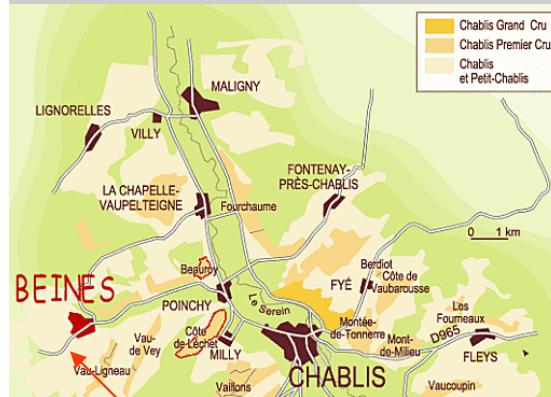 Chablis Grand Cru
Chablis Premier Cru
Chablis
et Petit-Chablis
MALIGNY
LIGNORELLES
VILLY
FONTENAY-
PRÈS-CHABLIS
LA CHAPELLE-
VAUPELTEIGNE
Fourchaume
0 1 km
Beauroy
Berdiot
Côte de
Vaubarousse
FYÉ
BEINES
POINCHY
Le Serein
Les
Fourneaux
Montée-
de-Tonnerre
Côte
de-Léchet
Vau-
de Vey
MILLY
Mont-
de-Milieu
D965
FLEYS
Vau-Ligneau
CHABLIS
Vaillons
Vaucoupin